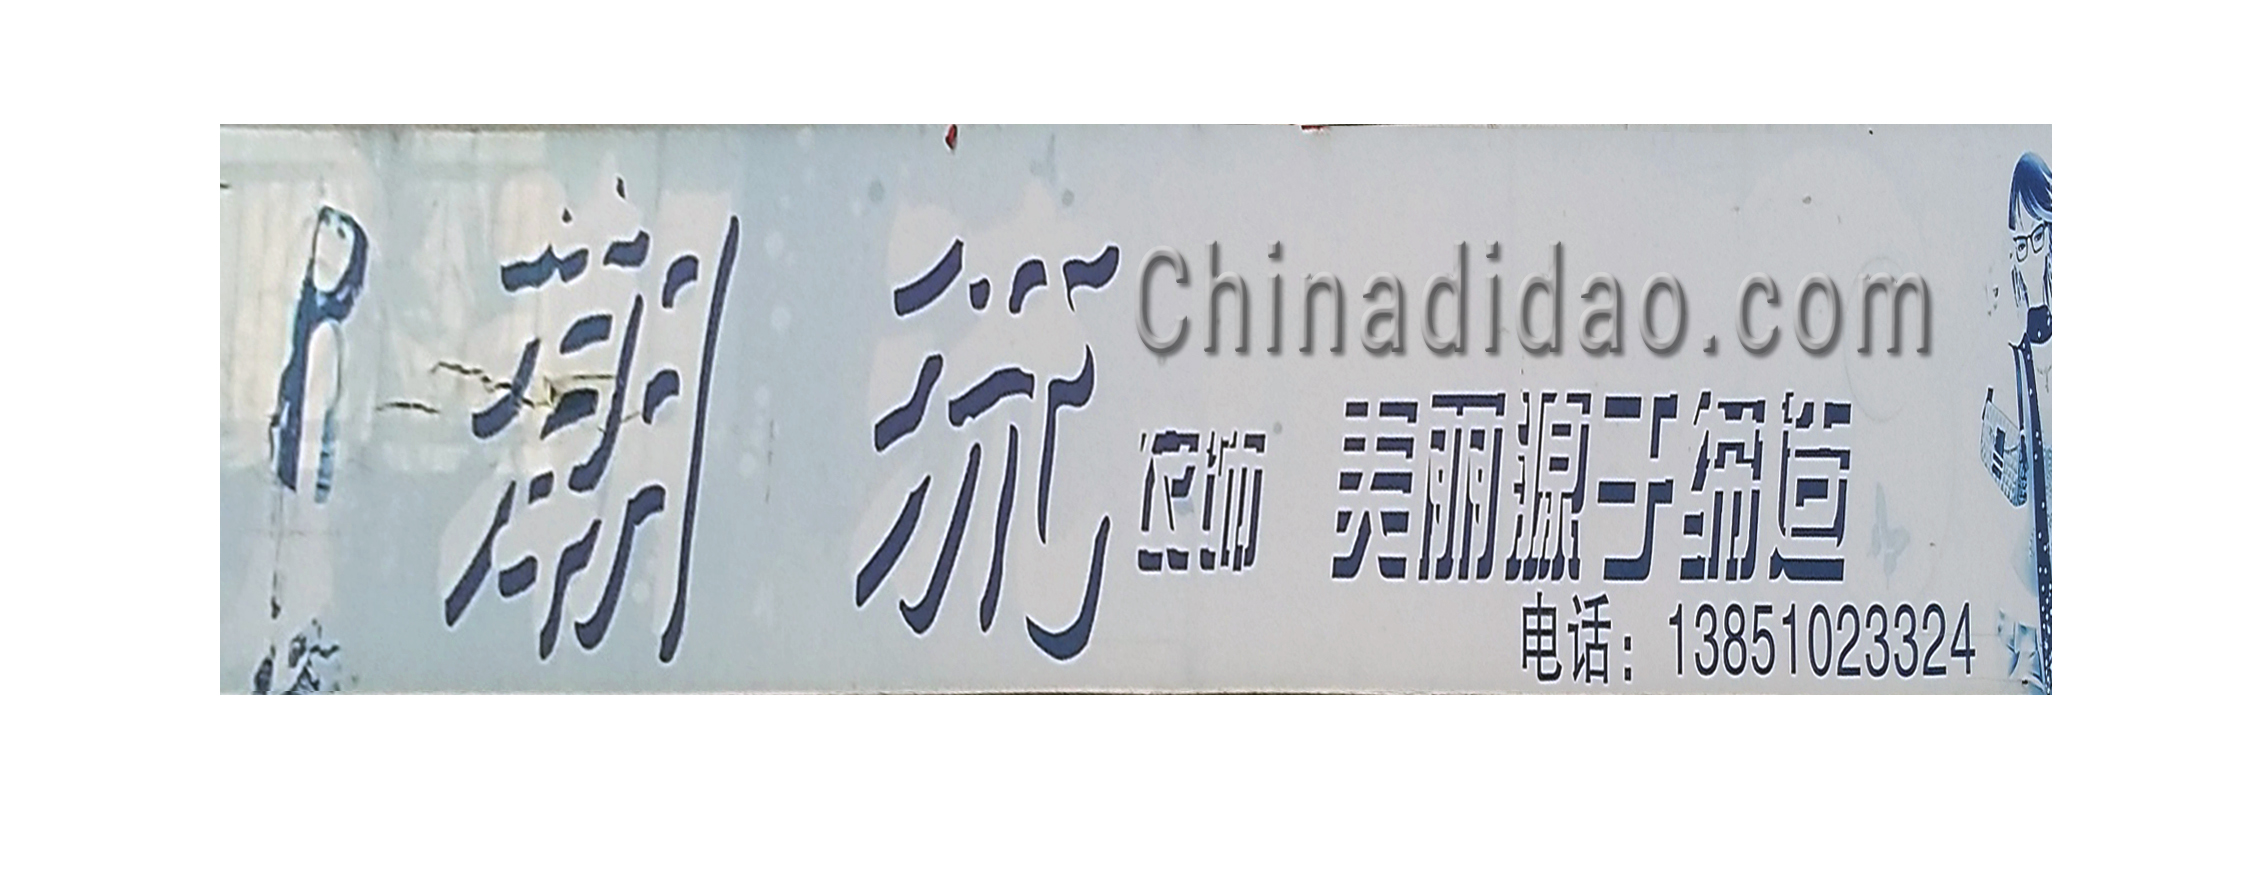 潮流
Chinadidao.com
衣饰 美丽源于缔造
电话：13851023324